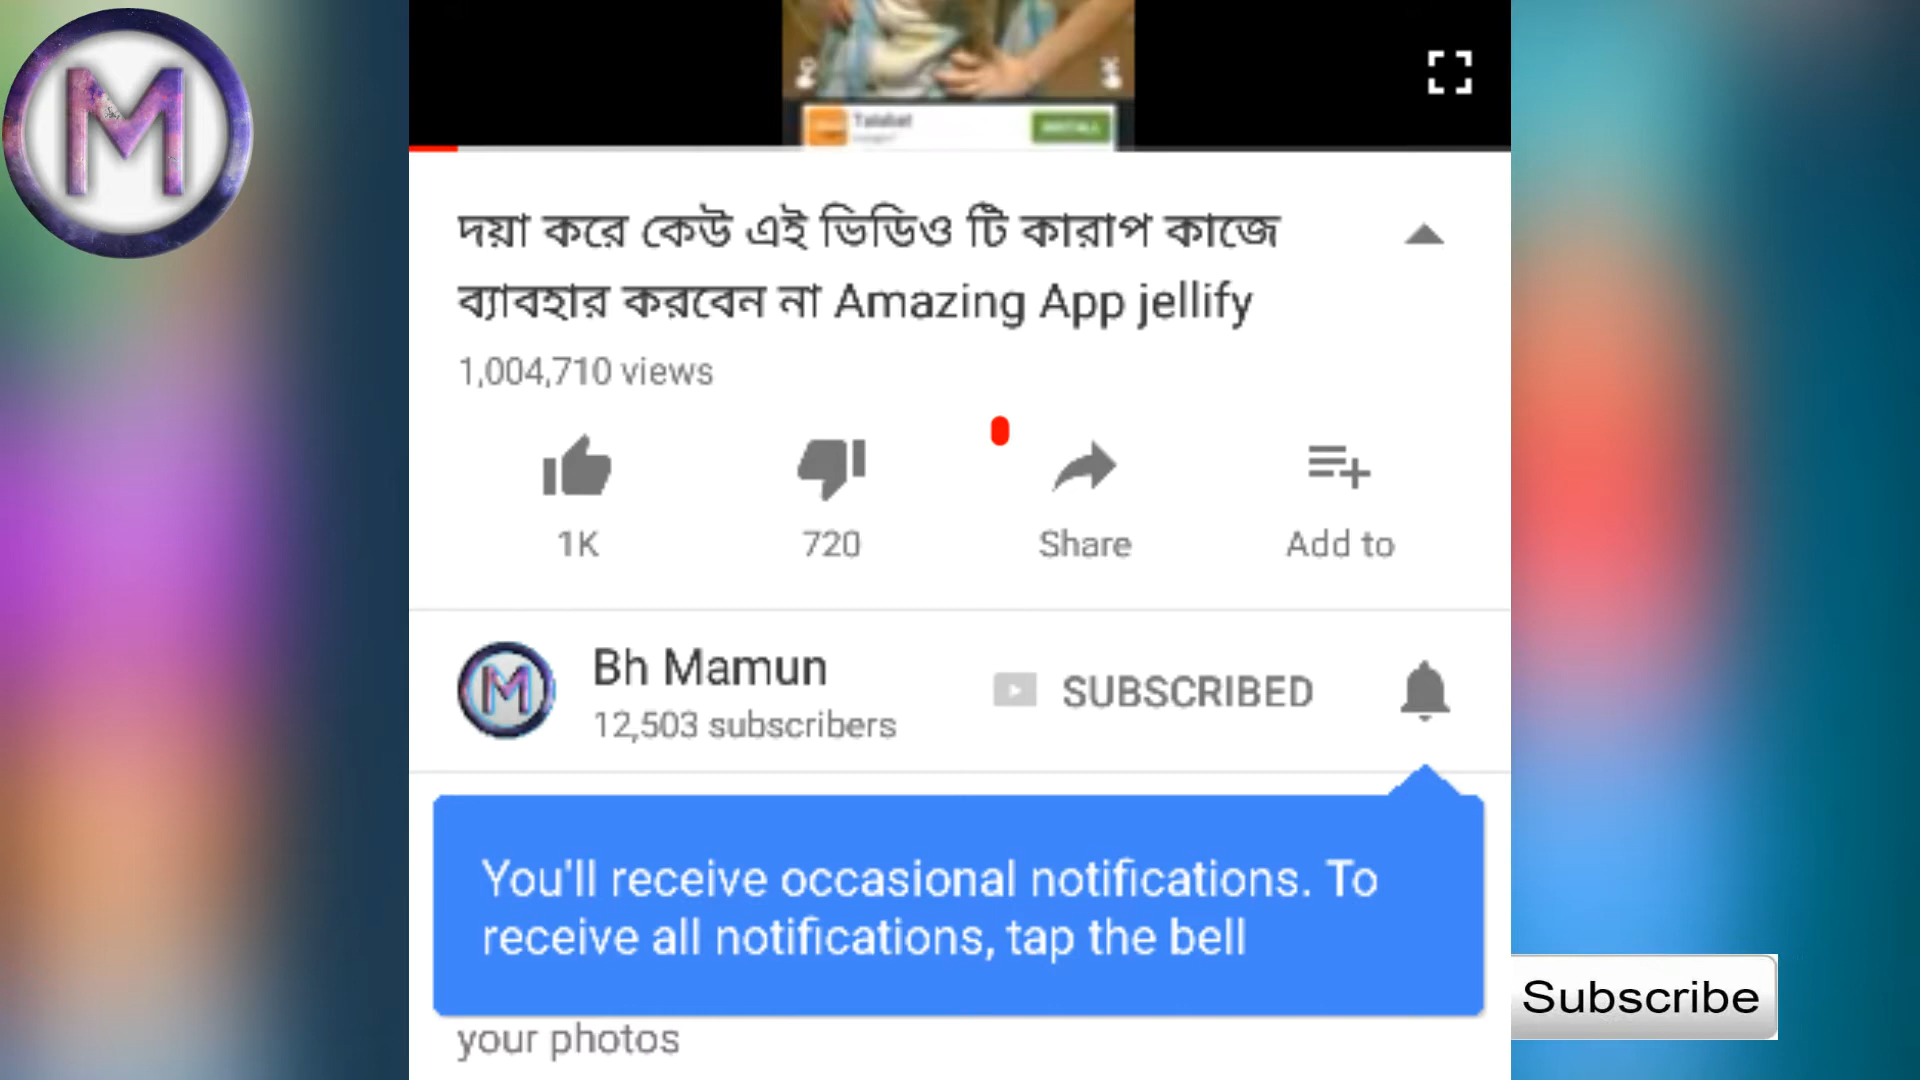 M
Talabat
INSTALL
দয়া করে কেউ এই ভিডিও টি কারাপ কাজে
ব্যাবহার করবেন না Amazing App jellify
1,004,710 views
1K
720
Share
Add to
M
Bh Mamun
12,503 subscribers
SUBSCRIBED
You'll receive occasional notifications. To
receive all notifications, tap the bell
your photos
Subscribe